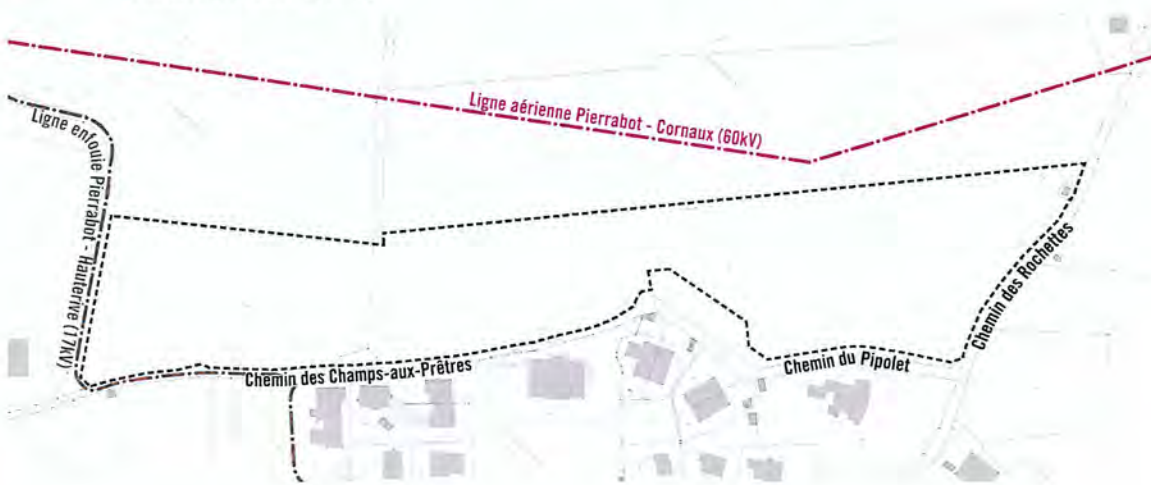 Ligne aérienne Pierrabot - Cornaux (60kV)
Ligne enfouie Pierrabot - Hauterive (17kV)
Chemin des Rochettes
Chemin des Champs-aux-Prêtres
Chemin du Pipolet